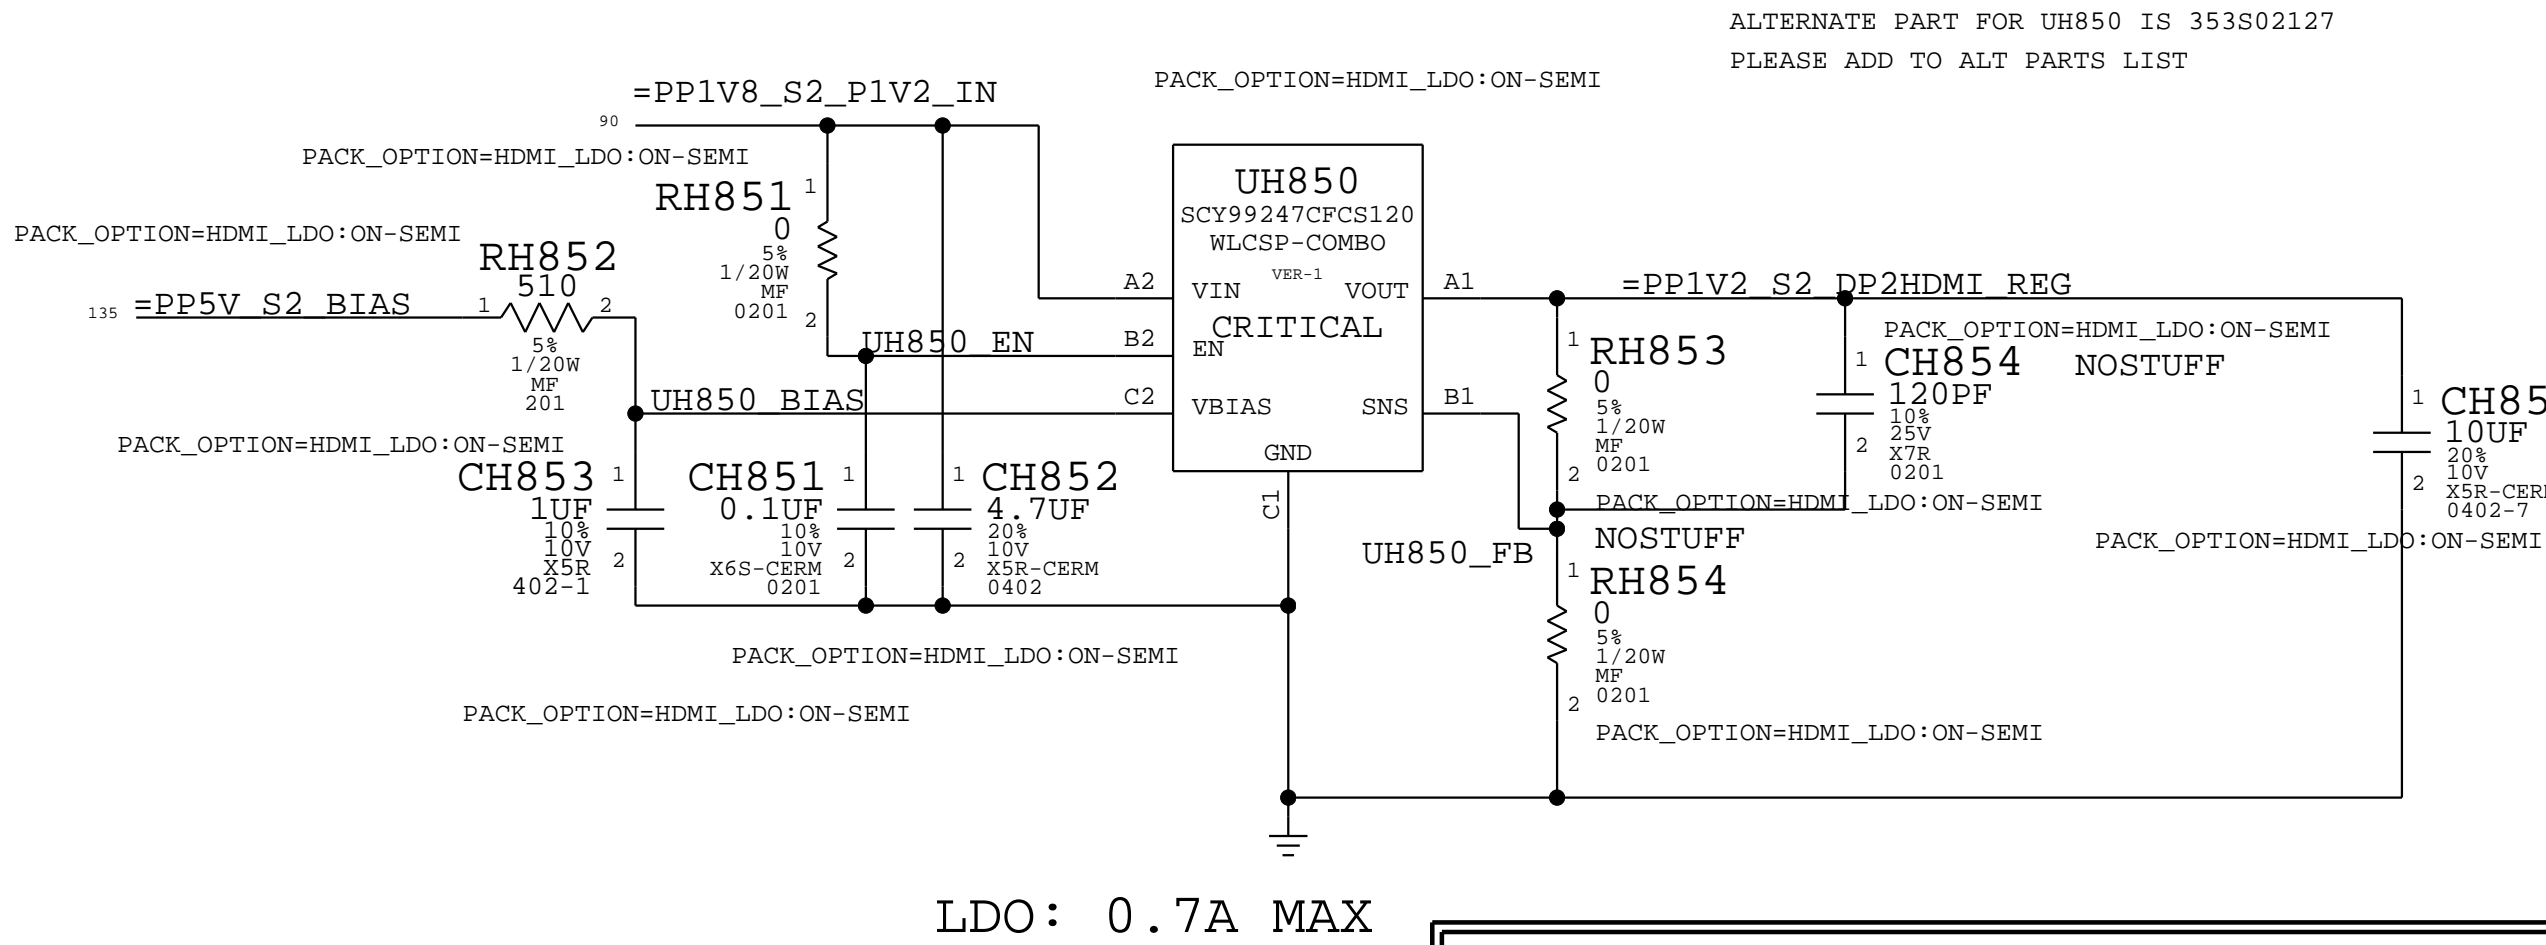 ALTERNATE PART FOR UH850 IS 353S02127
PLEASE ADD TO ALT PARTS LIST
PACK_OPTION=HDMI_LDO:ON-SEMI
=PP1V8_S2_P1V2_IN
90
PACK_OPTION=HDMI_LDO:ON-SEMI
RH851
1
0
5%
1/20W
MF
0201
2
PACK_OPTION=HDMI_LDO:ON-SEMI
RH852
510
135
=PP5V_S2_BIAS
1
2
5%
1/20W
MF
201
UH850
SCY99247CFCS120
WLCSP-COMBO
VER-1
A2
VIN
VOUT
A1
CRITICAL
UH850_EN
B2
EN
UH850_BIAS
C2
VBIAS
SNS
B1
GND
C1
=PP1V2_S2_DP2HDMI_REG
1
RH853
0
5%
1/20W
MF
0201
2
PACK_OPTION=HDMI_LDO:ON-SEMI
PACK_OPTION=HDMI_LDO:ON-SEMI
1
CH854
NOSTUFF
120PF
10%
25V
X7R
0201
2
1
CH85
10UF
20%
10V
X5R-CER
0402-7
2
PACK_OPTION=HDMI_LDO:ON-SEMI
PACK_OPTION=HDMI_LDO:ON-SEMI
CH853
1
1UF
10%
10V
X5R
402-1
2
CH851
1
0.1UF
10%
10V
X6S-CERM
0201
2
1
CH852
4.7UF
20%
10V
X5R-CERM
0402
2
UH850_FB
NOSTUFF
1
RH854
0
5%
1/20W
MF
0201
2
PACK_OPTION=HDMI_LDO:ON-SEMI
PACK_OPTION=HDMI_LDO:ON-SEMI
PACK_OPTION=HDMI_LDO:ON-SEMI
LDO: 0.7A MAX